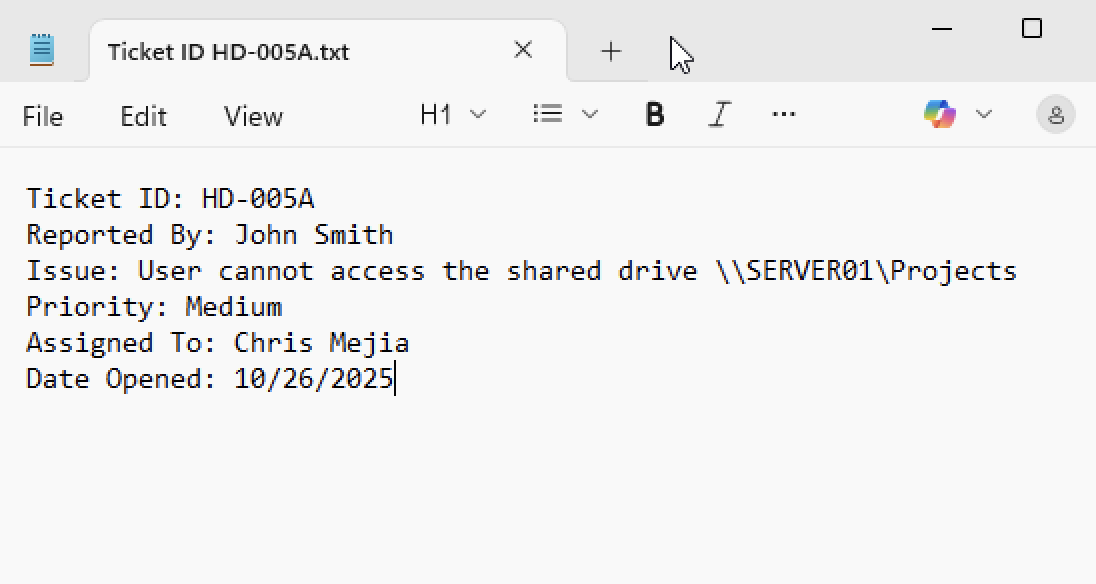 Ticket ID HD-005A.txt
File Edit View H1 B I ...
Ticket ID: HD-005A
Reported By: John Smith
Issue: User cannot access the shared drive \\SERVER01\Projects
Priority: Medium
Assigned To: Chris Mejia
Date Opened: 10/26/2025